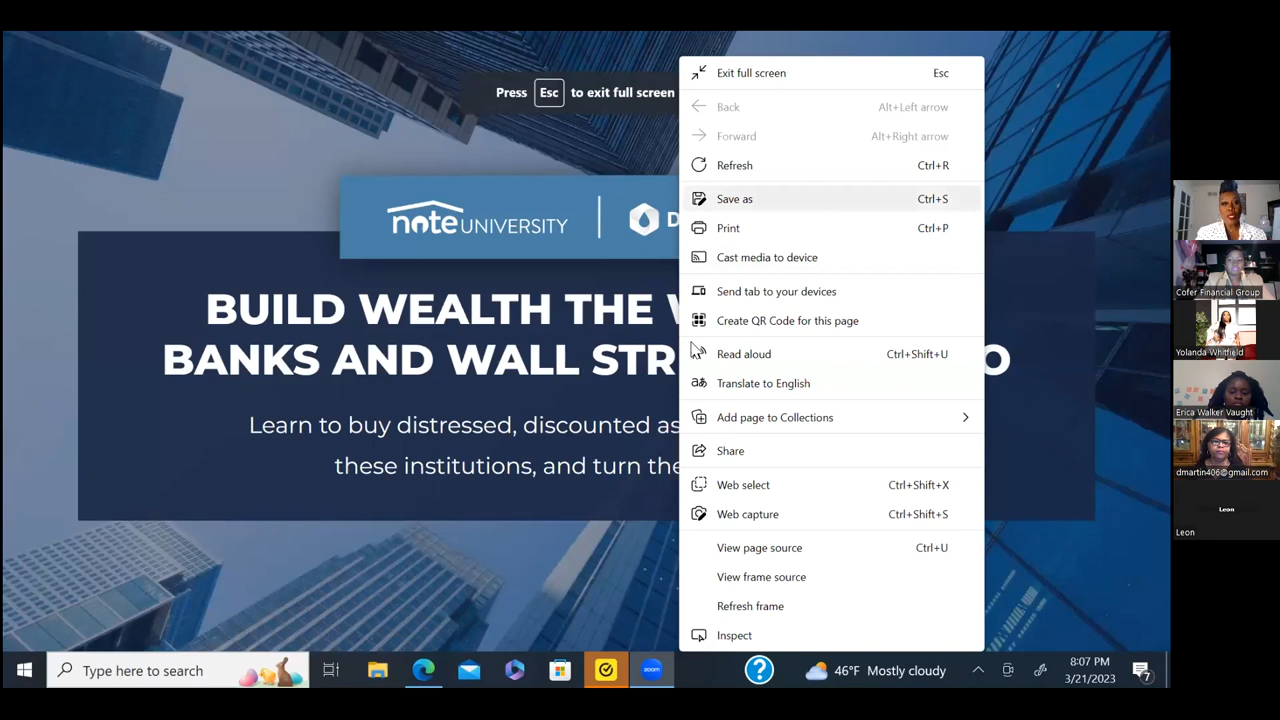 Press Esc to exit full screen
noteUNIVERSITY | D
BUILD WEALTH THE W
BANKS AND WALL STR O
Learn to buy distressed, discounted as
these institutions, and turn the
Exit full screen Esc
Back Alt+Left arrow
Forward Alt+Right arrow
Refresh Ctrl+R
Save as Ctrl+S
Print Ctrl+P
Cast media to device
Send tab to your devices
Create QR Code for this page
Read aloud Ctrl+Shift+U
Translate to English
Add page to Collections
Share
Web select Ctrl+Shift+X
Web capture Ctrl+Shift+S
View page source Ctrl+U
View frame source
Refresh frame
Inspect
Cofer Financial Group
Yolanda Whitfield
Erica Walker Vaught
dmartin406@gmail.com
Leon
Leon
Type here to search
zoom
?
46°F Mostly cloudy
8:07 PM
3/21/2023
7